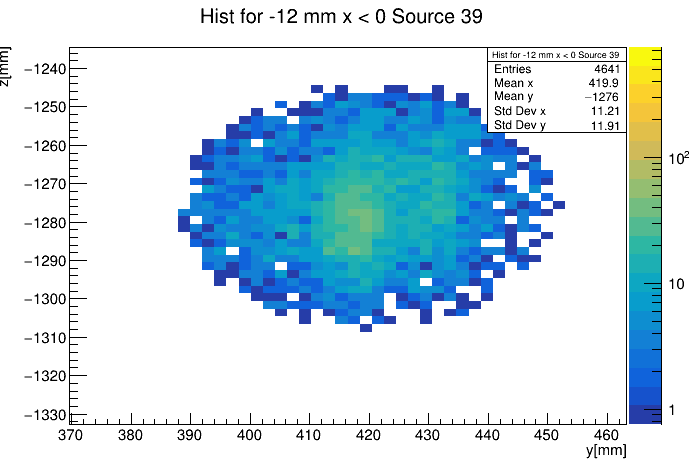 Hist for -12 mm x < 0 Source 39
z[mm]
Hist for -12 mm x < 0 Source 39
Entries 4641
Mean x 419.9
Mean y −1276
Std Dev x 11.21
Std Dev y 11.91
−1240
−1250
−1260
−1270
−1280
−1290
−1300
−1310
−1320
−1330
370 380 390 400 410 420 430 440 450 460
y[mm]
10²
10
1